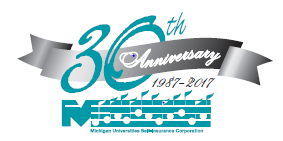 30th
Anniversary
1987-2017
M
Michigan Universities Self-Insurance Corporation